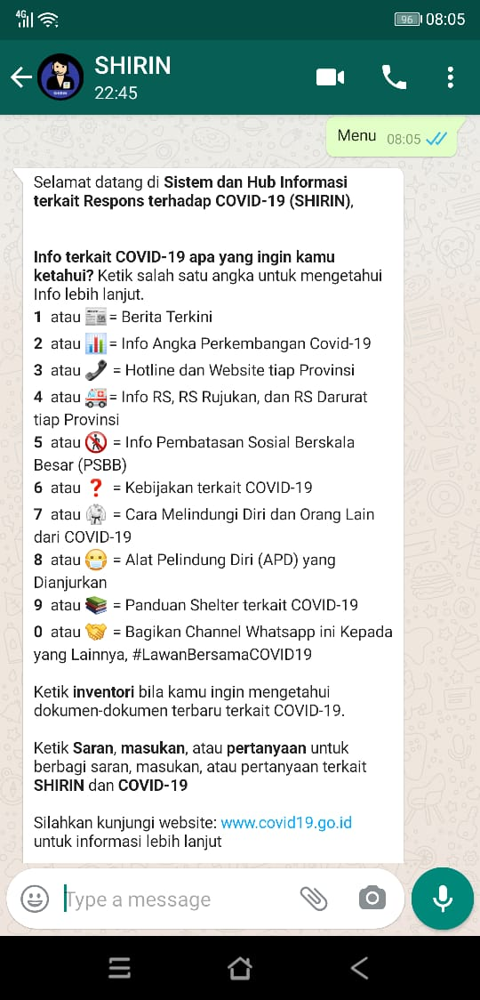 4G 96 08:05
SHIRIN
22:45
Menu 08:05
Selamat datang di Sistem dan Hub Informasi
terkait Respons terhadap COVID-19 (SHIRIN),
Info terkait COVID-19 apa yang ingin kamu
ketahui? Ketik salah satu angka untuk mengetahui
Info lebih lanjut.
1 atau 📰 = Berita Terkini
2 atau 📊 = Info Angka Perkembangan Covid-19
3 atau 📞 = Hotline dan Website tiap Provinsi
4 atau 🚑 = Info RS, RS Rujukan, dan RS Darurat
tiap Provinsi
5 atau 🚷 = Info Pembatasan Sosial Berskala
Besar (PSBB)
6 atau ❓ = Kebijakan terkait COVID-19
7 atau 🥋 = Cara Melindungi Diri dan Orang Lain
dari COVID-19
8 atau 😷 = Alat Pelindung Diri (APD) yang
Dianjurkan
9 atau 📚 = Panduan Shelter terkait COVID-19
0 atau 🤝 = Bagikan Channel Whatsapp ini Kepada
yang Lainnya, #LawanBersamaCOVID19
Ketik inventori bila kamu ingin mengetahui
dokumen-dokumen terbaru terkait COVID-19.
Ketik Saran, masukan, atau pertanyaan untuk
berbagi saran, masukan, atau pertanyaan terkait
SHIRIN dan COVID-19
Silahkan kunjungi website: www.covid19.go.id
untuk informasi lebih lanjut
Type a message